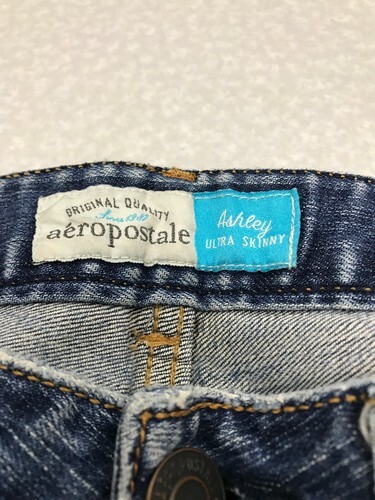 ORIGINAL QUALITY
Since 1987
aéropostale
Ashley
ULTRA SKINNY